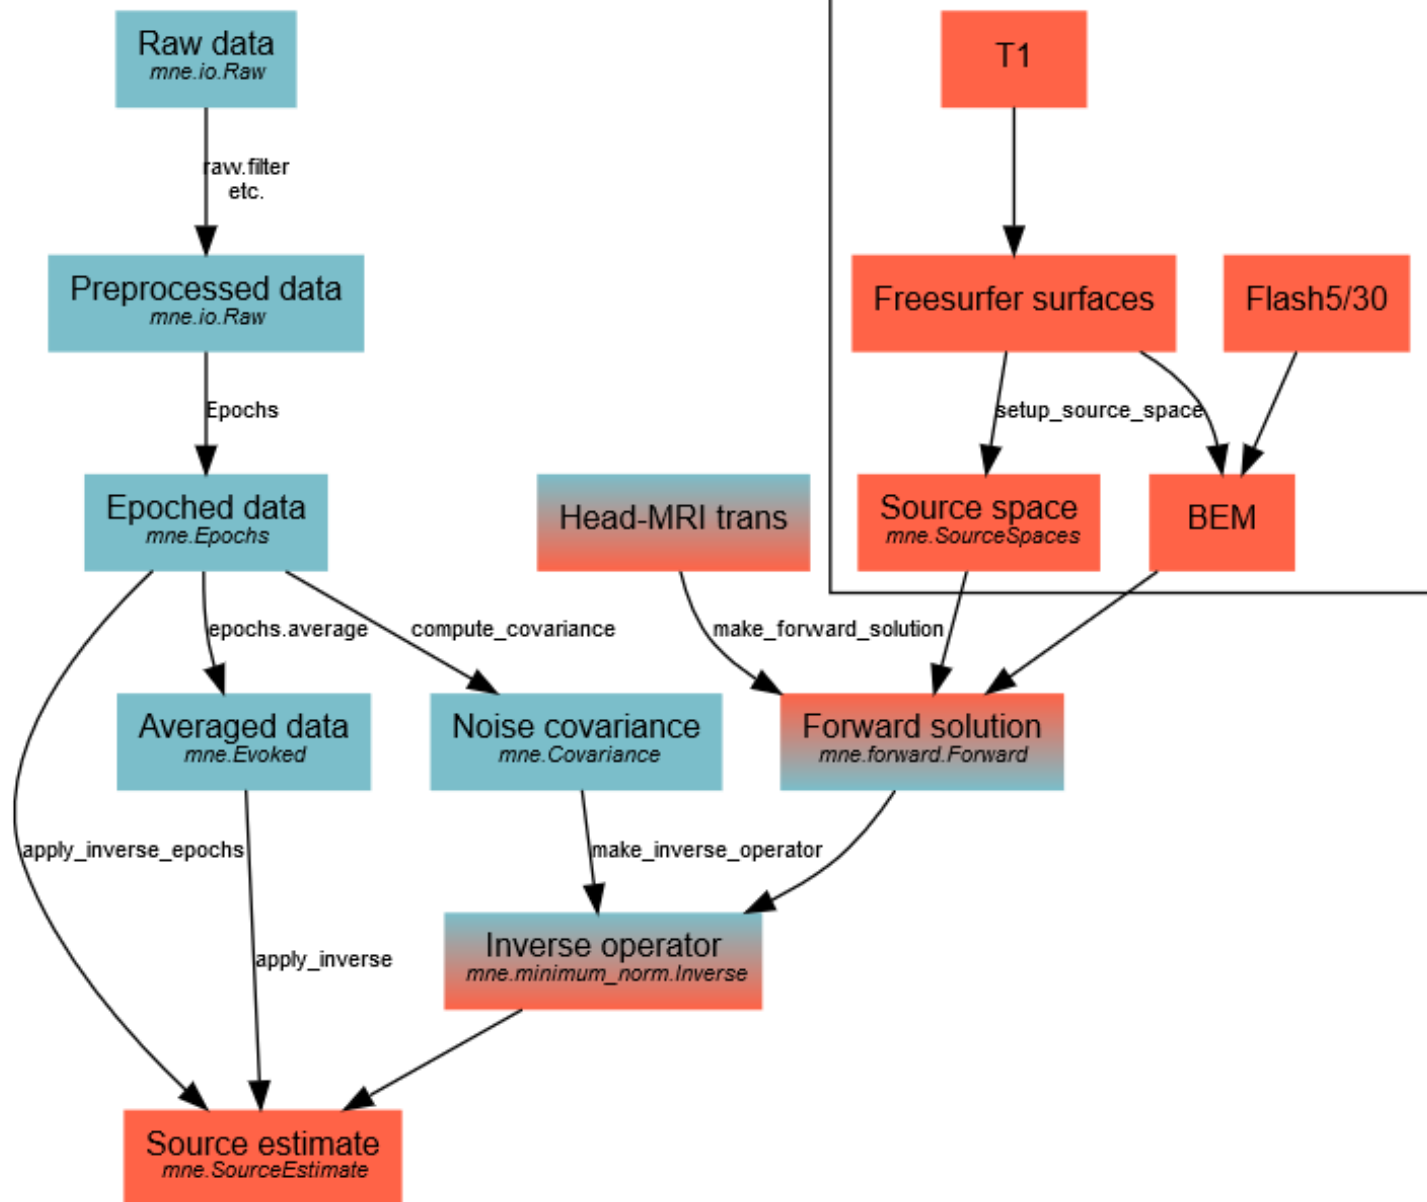 Raw data
mne.io.Raw
T1
raw.filter
etc.
Preprocessed data
mne.io.Raw
Freesurfer surfaces
Flash5/30
Epochs
setup_source_space
Epoched data
mne.Epochs
Head-MRI trans
Source space
mne.SourceSpaces
BEM
epochs.average
compute_covariance
make_forward_solution
Averaged data
mne.Evoked
Noise covariance
mne.Covariance
Forward solution
mne.forward.Forward
apply_inverse_epochs
make_inverse_operator
Inverse operator
mne.minimum_norm.Inverse
apply_inverse
Source estimate
mne.SourceEstimate